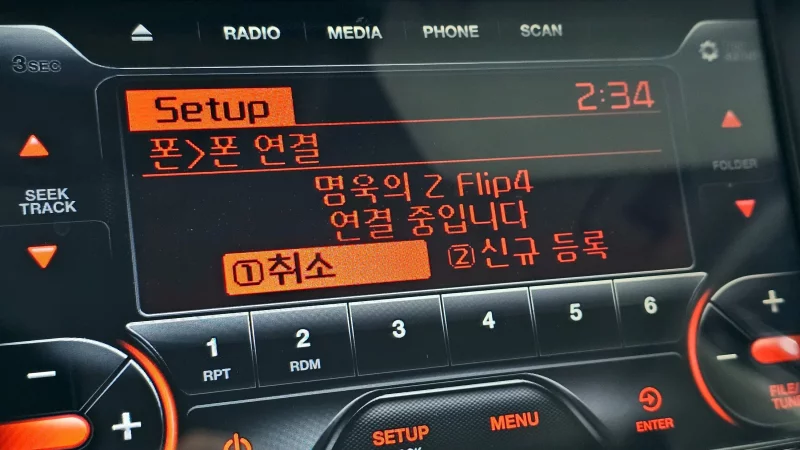 RADIO MEDIA PHONE SCAN
3SEC
Setup 2:34
폰>폰 연결
명욱의 Z Flip4
연결 중입니다
①취소 ②신규 등록
SEEK
TRACK
FOLDER
1 2 3 4 5 6
RPT RDM
SETUP MENU ENTER
FILE/
TUNE